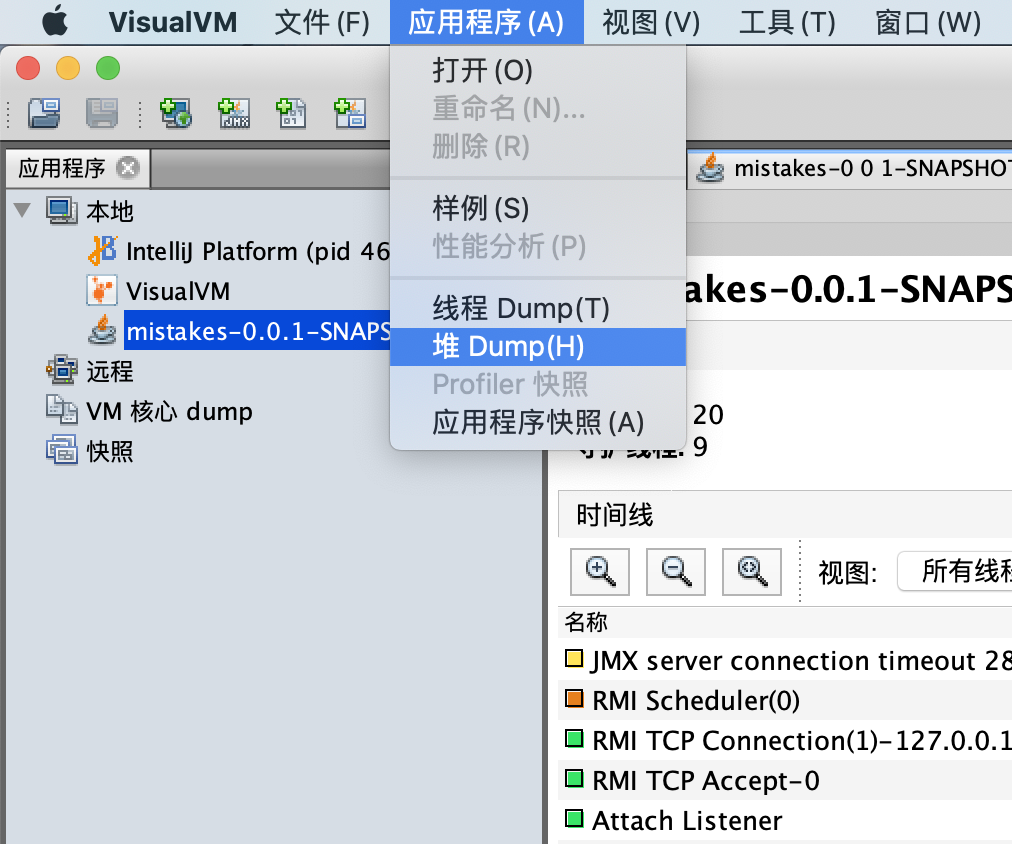 VisualVM 文件(F) 应用程序(A) 视图(V) 工具(T) 窗口(W)
打开(O)
重命名(N)...
删除(R)
样例(S)
性能分析(P)
线程 Dump(T)
堆 Dump(H)
Profiler 快照
应用程序快照(A)
JMX
应用程序
本地
IntelliJ Platform (pid 46
VisualVM
mistakes-0.0.1-SNAPS
远程
VM 核心 dump
快照
mistakes-0 0 1-SNAPSHOT
akes-0.0.1-SNAPS
20
守护线程: 9
时间线
视图: 所有线程
名称
JMX server connection timeout 28
RMI Scheduler(0)
RMI TCP Connection(1)-127.0.0.1
RMI TCP Accept-0
Attach Listener